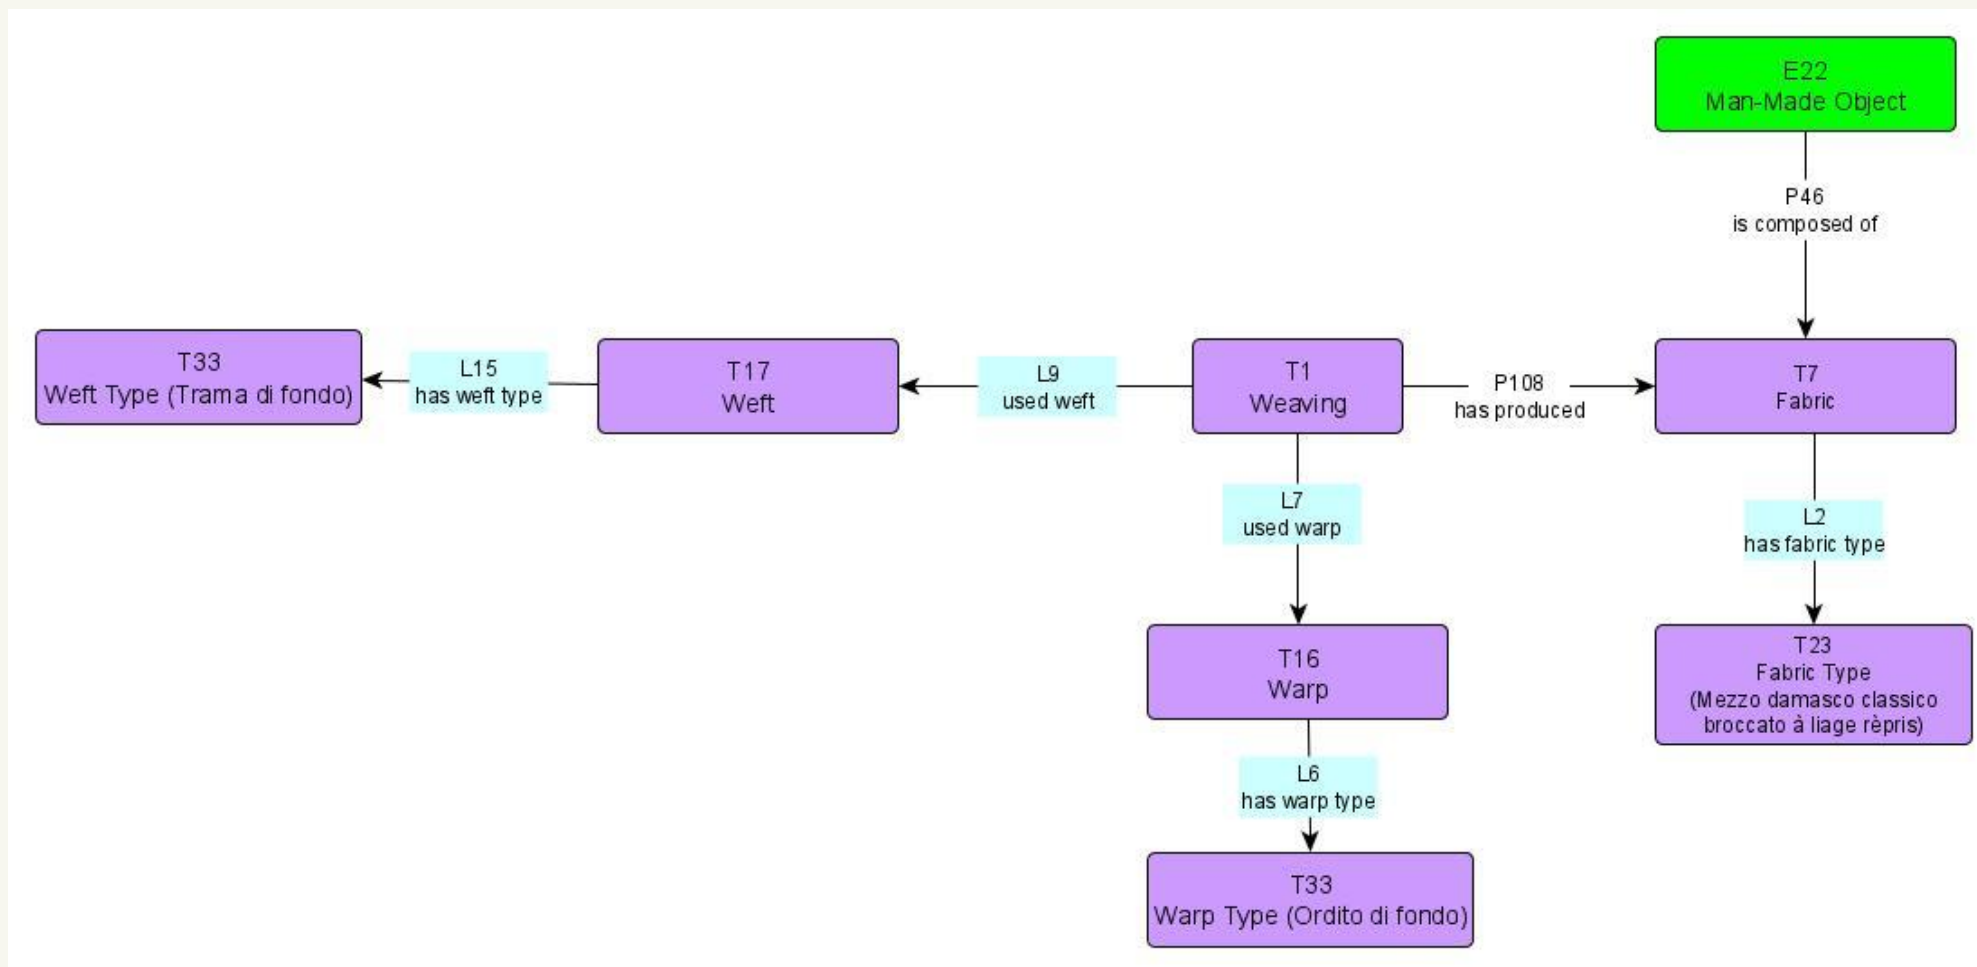 E22
Man-Made Object
P46
is composed of
T33
Weft Type (Trama di fondo)
L15
has weft type
T17
Weft
L9
used weft
T1
Weaving
P108
has produced
T7
Fabric
L7
used warp
L2
has fabric type
T16
Warp
T23
Fabric Type
(Mezzo damasco classico
broccato à liage rèpris)
L6
has warp type
T33
Warp Type (Ordito di fondo)